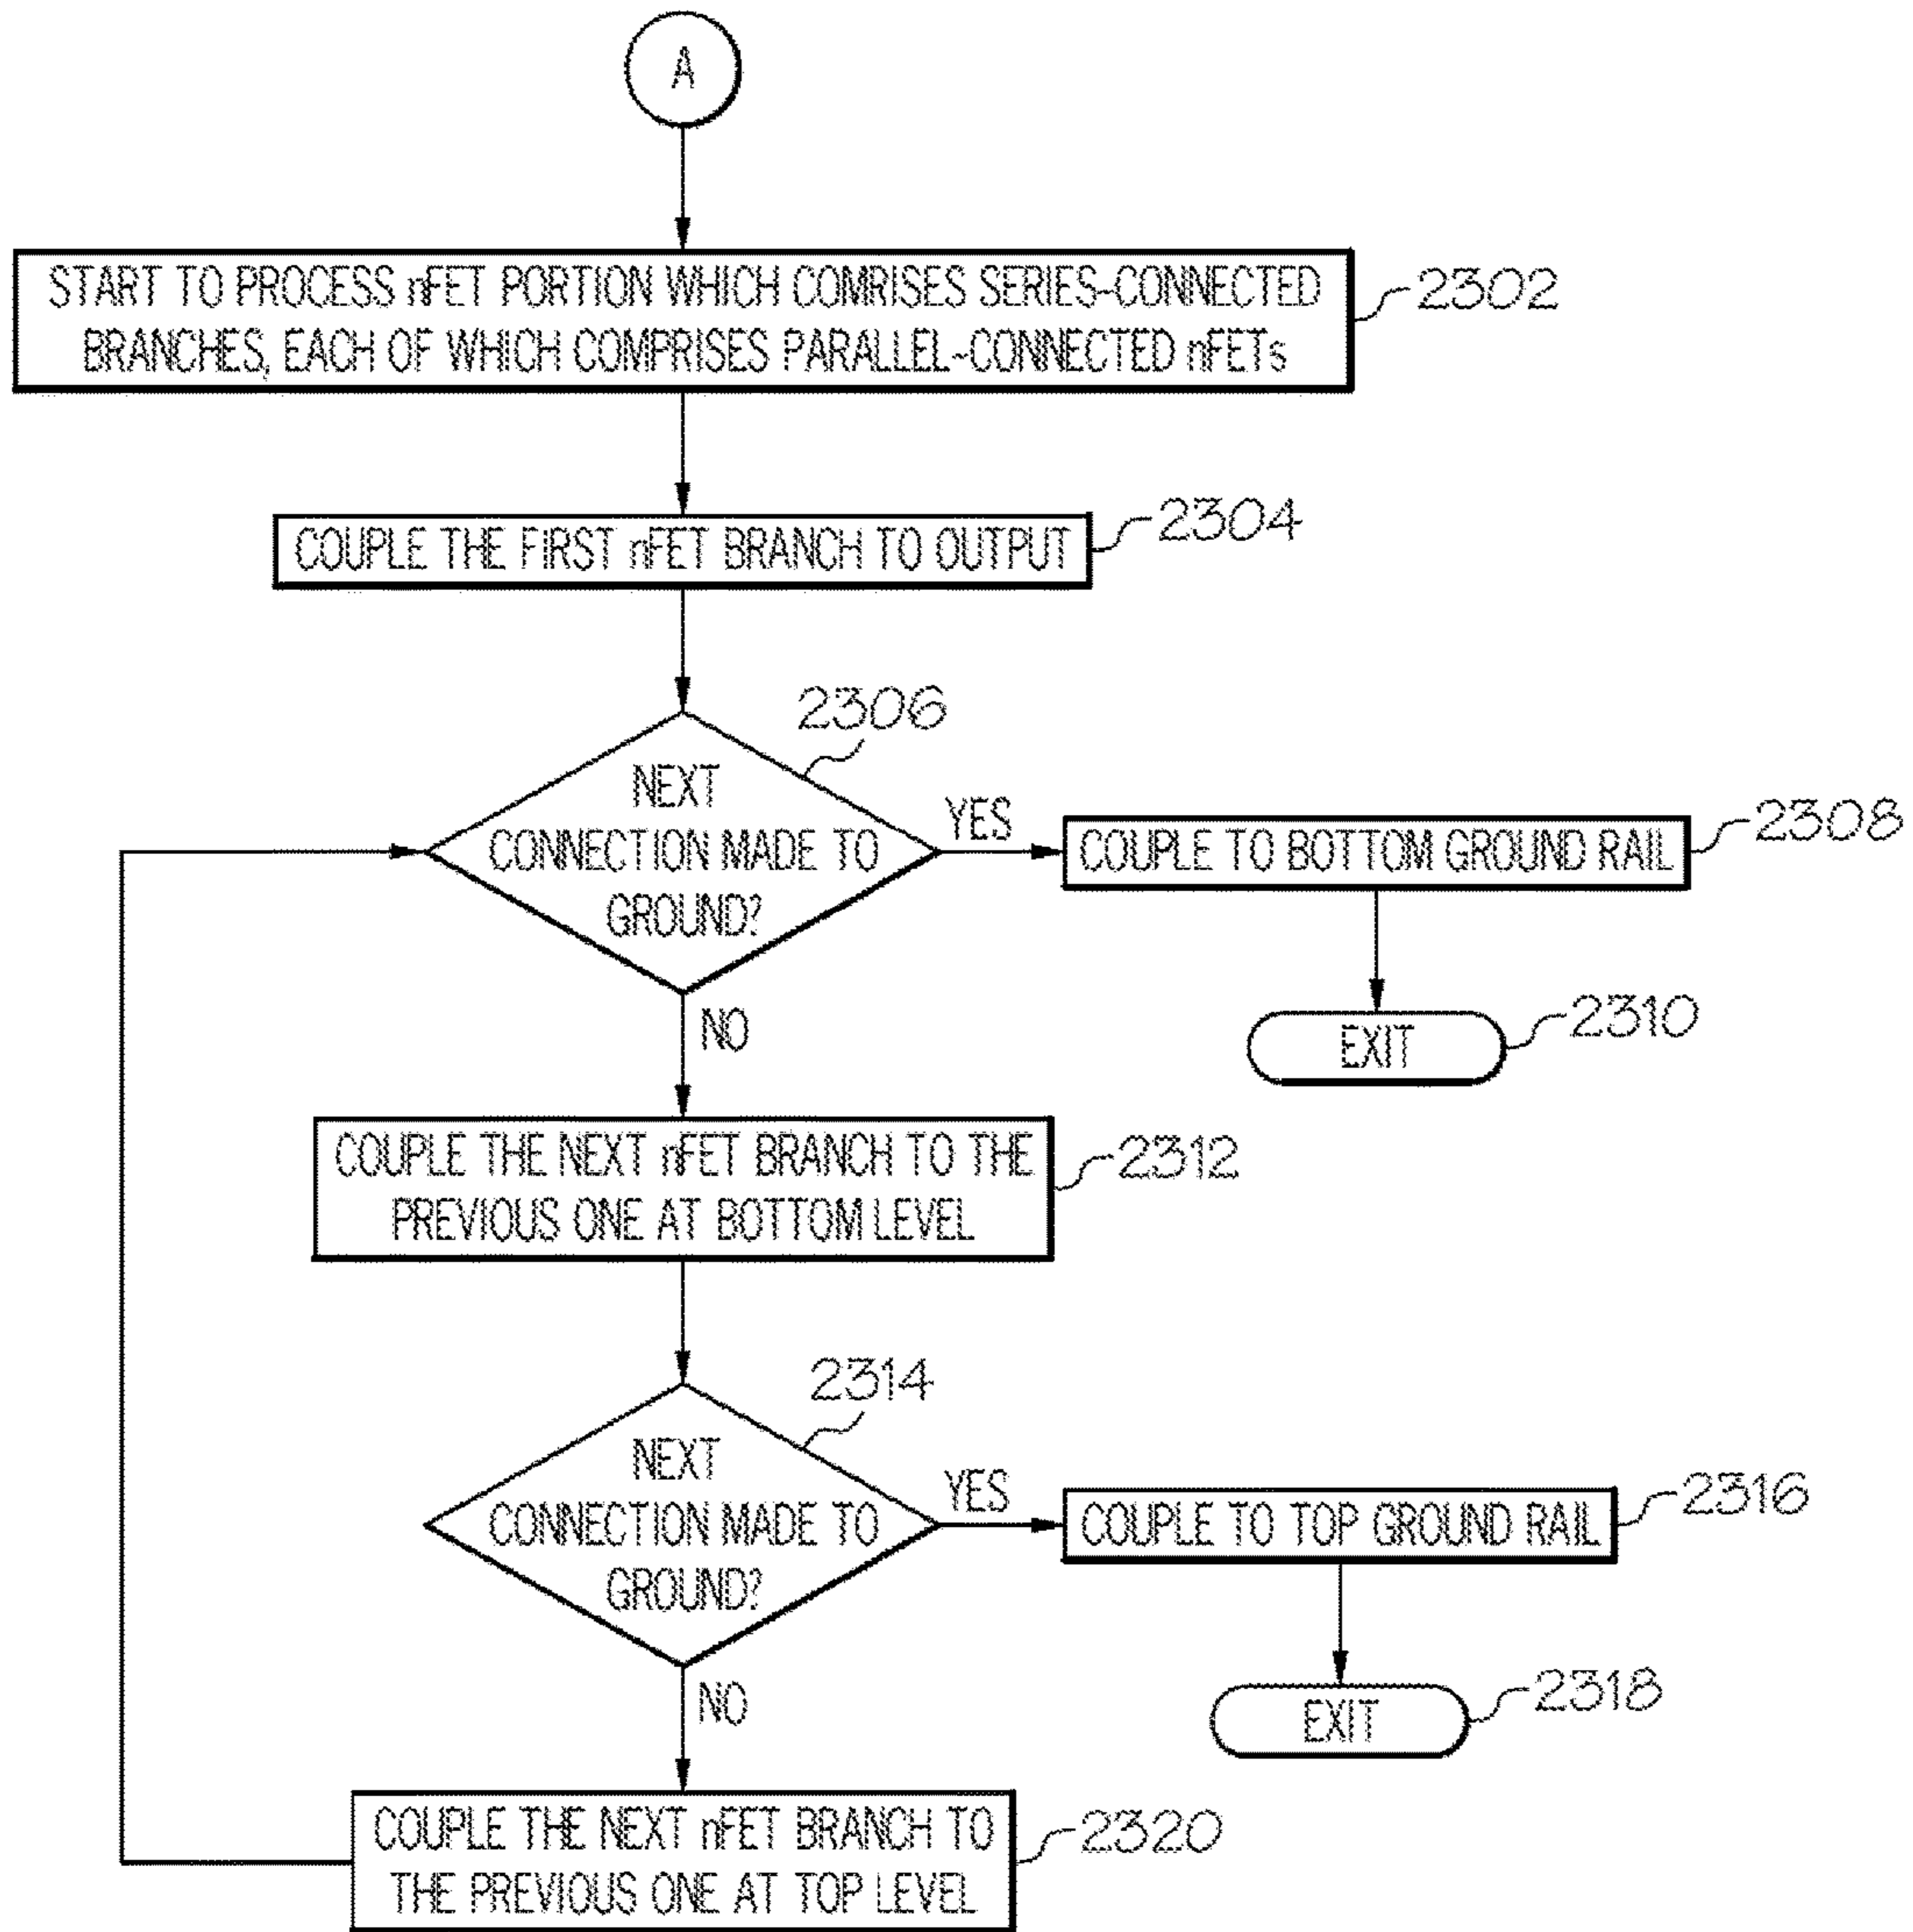 A
START TO PROCESS nFET PORTION WHICH COMRISES SERIES-CONNECTED
BRANCHES, EACH OF WHICH COMPRISES PARALLEL-CONNECTED nFETs
2302
COUPLE THE FIRST nFET BRANCH TO OUTPUT
2304
2306
NEXT
CONNECTION MADE TO
GROUND?
YES
COUPLE TO BOTTOM GROUND RAIL
2308
EXIT
2310
NO
COUPLE THE NEXT nFET BRANCH TO THE
PREVIOUS ONE AT BOTTOM LEVEL
2312
2314
NEXT
CONNECTION MADE TO
GROUND?
YES
COUPLE TO TOP GROUND RAIL
2316
EXIT
2318
NO
COUPLE THE NEXT nFET BRANCH TO
THE PREVIOUS ONE AT TOP LEVEL
2320